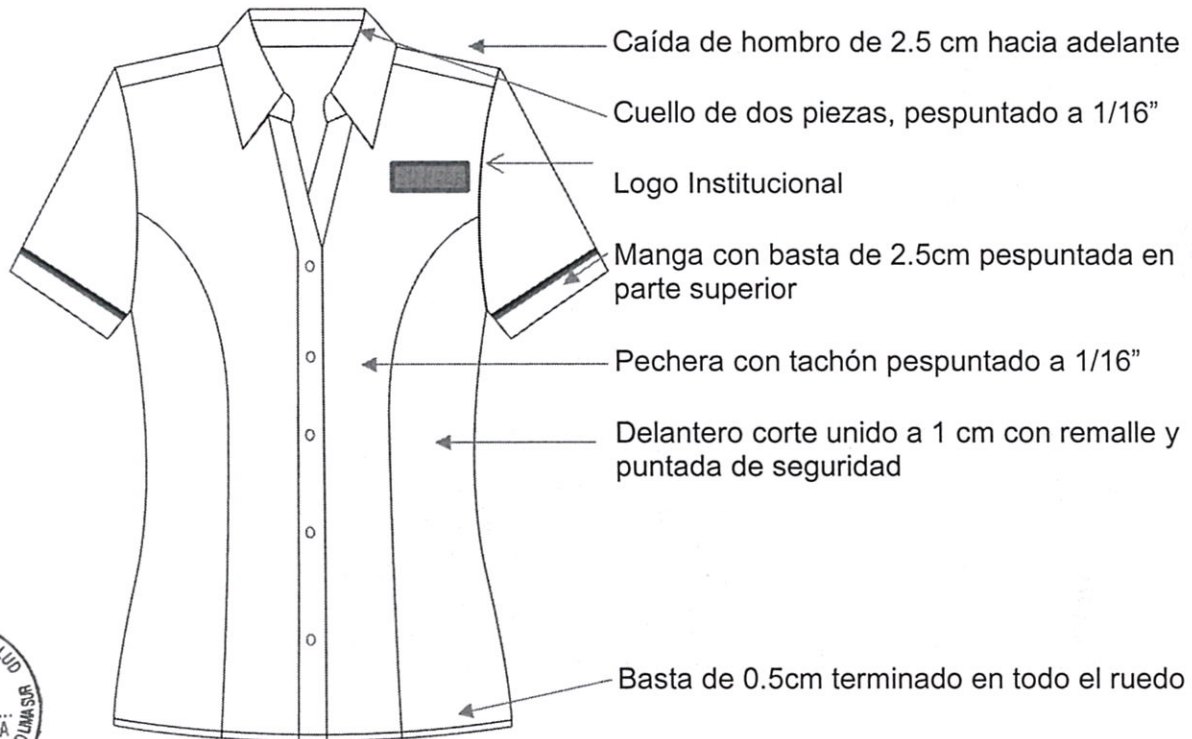 Caída de hombro de 2.5 cm hacia adelante
Cuello de dos piezas, pespuntado a 1/16”
Logo Institucional
Manga con basta de 2.5cm pespuntada en
parte superior
Pechera con tachón pespuntado a 1/16”
Delantero corte unido a 1 cm con remalle y
puntada de seguridad
Basta de 0.5cm terminado en todo el ruedo
LIMA SUR